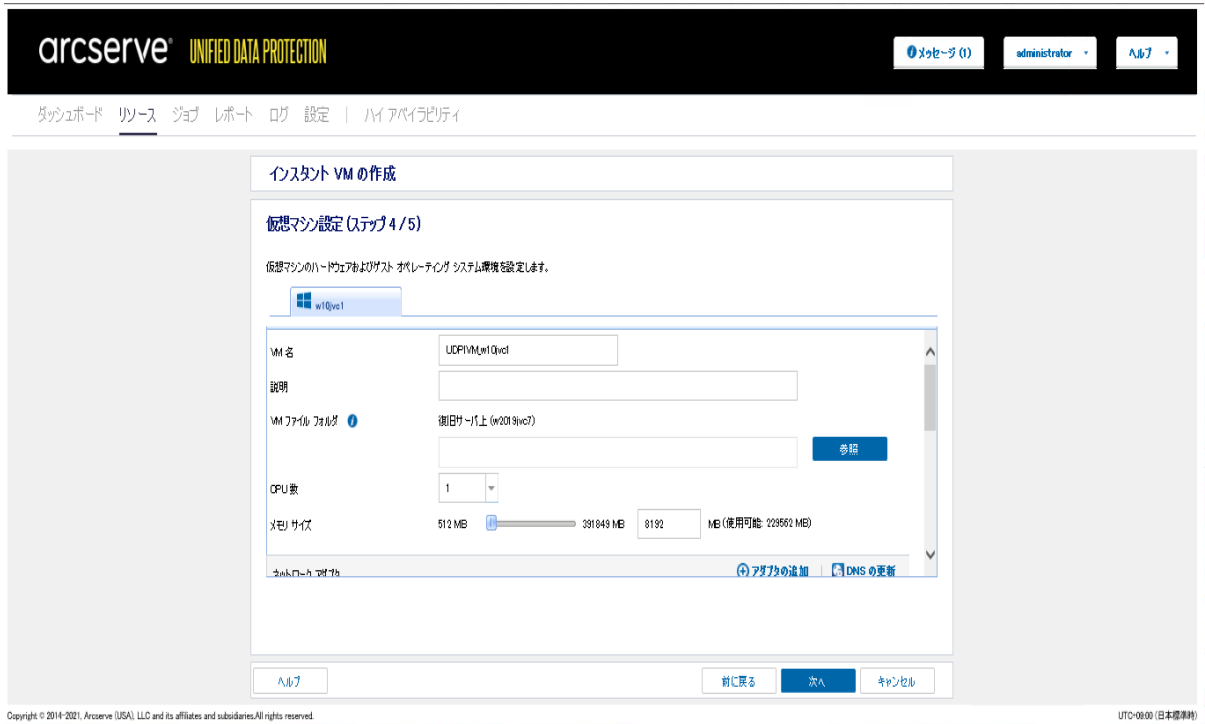 arcserve® UNIFIED DATA PROTECTION
メッセージ (1)
administrator
ヘルプ
ダッシュボード リソース ジョブ レポート ログ 設定 | ハイ アベイラビリティ
インスタント VM の作成
仮想マシン設定 (ステップ 4 / 5)
仮想マシンのハードウェアおよびゲスト オペレーティング システム環境を設定します。
w10jvc1
VM 名 UDPIVM_w10jvc1
説明
VM ファイル フォルダ 復旧サーバ上 (w2019jvc7)
参照
CPU 数 1
メモリ サイズ 512 MB 391849 MB 8192 MB (使用可能: 229562 MB)
ネットワーク アダプタ アダプタの追加 | DNS の更新
ヘルプ 前に戻る 次へ キャンセル
Copyright © 2014-2021, Arcserve (USA), LLC and its affiliates and subsidiaries.All rights reserved. UTC+09:00 (日本標準時)